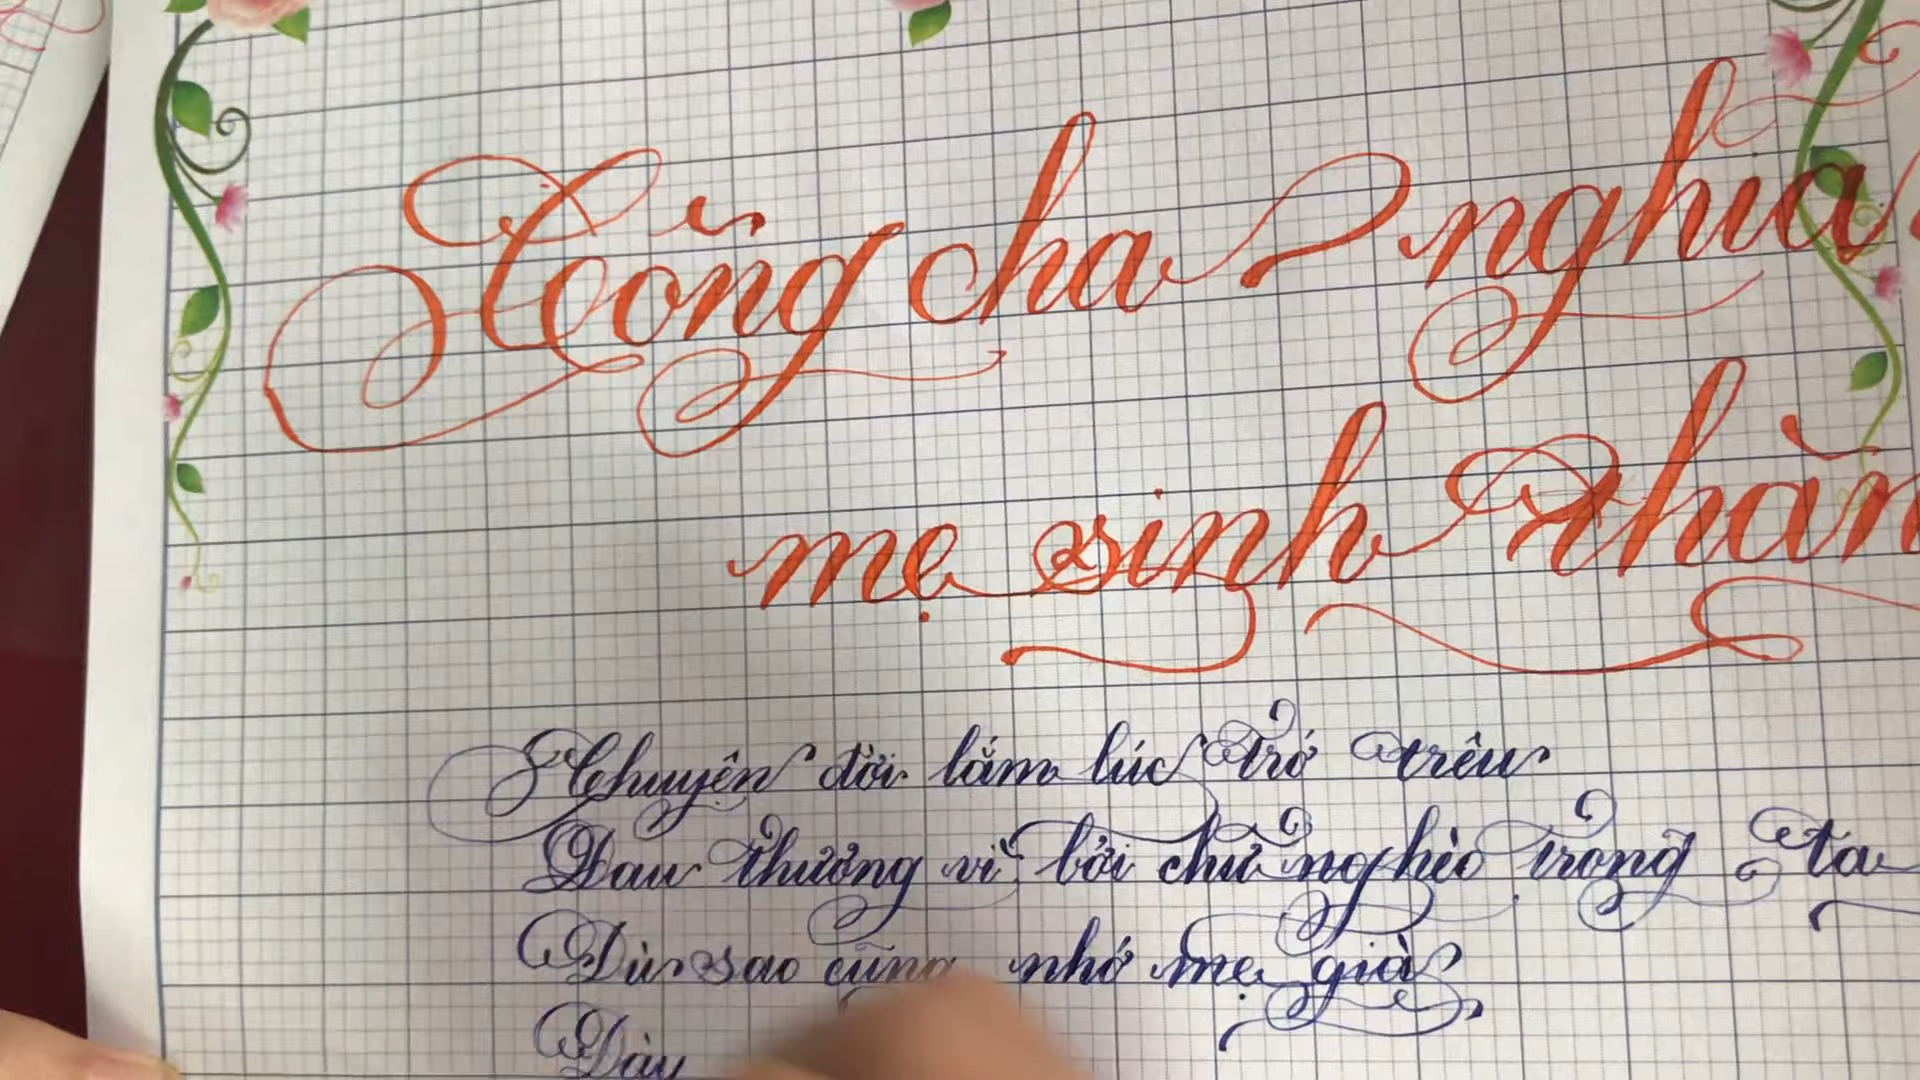 Công cha nghĩa
mẹ sinh thàn
Chuyện đời lắm lúc trớ trêu
Đau thương vì bởi chữ nghèo trong ta
Dù sao cũng nhớ mẹ già
Dày